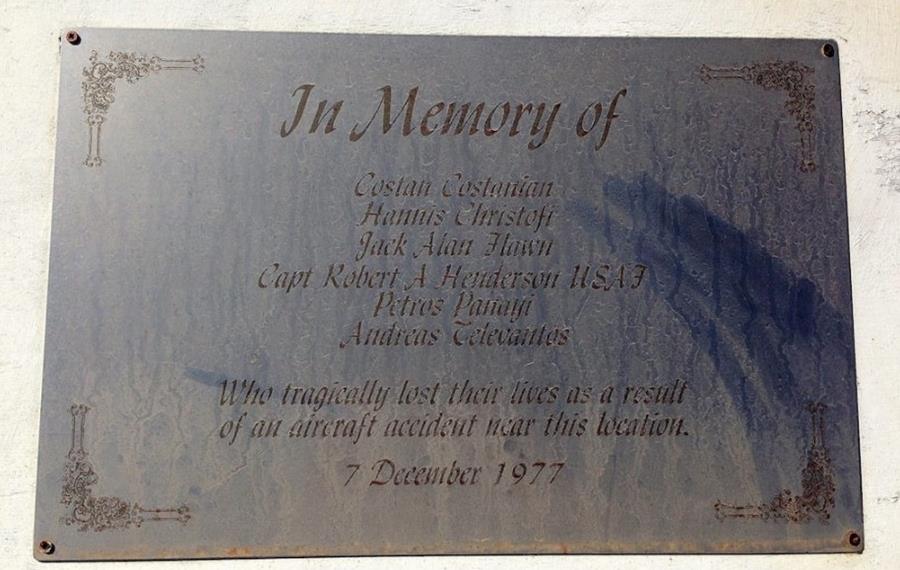 In Memory of
Costan Costanian
Hannis Christofi
Jack Alan Hawn
Capt Robert A Henderson USAF
Petros Panayi
Andreas Televantos
Who tragically lost their lives as a result
of an aircraft accident near this location.
7 December 1977